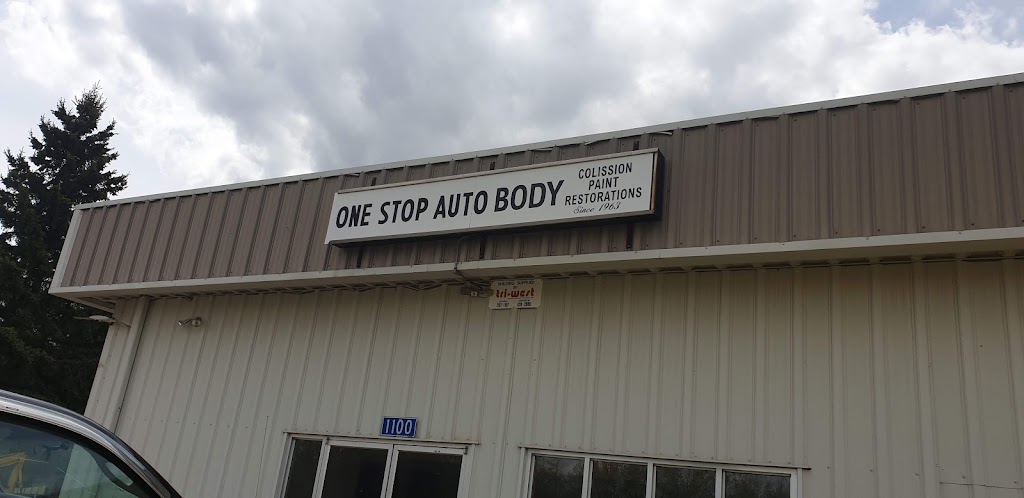 ONE STOP AUTO BODY
COLISSION
PAINT
RESTORATIONS
Since 1963
tri-west
1100